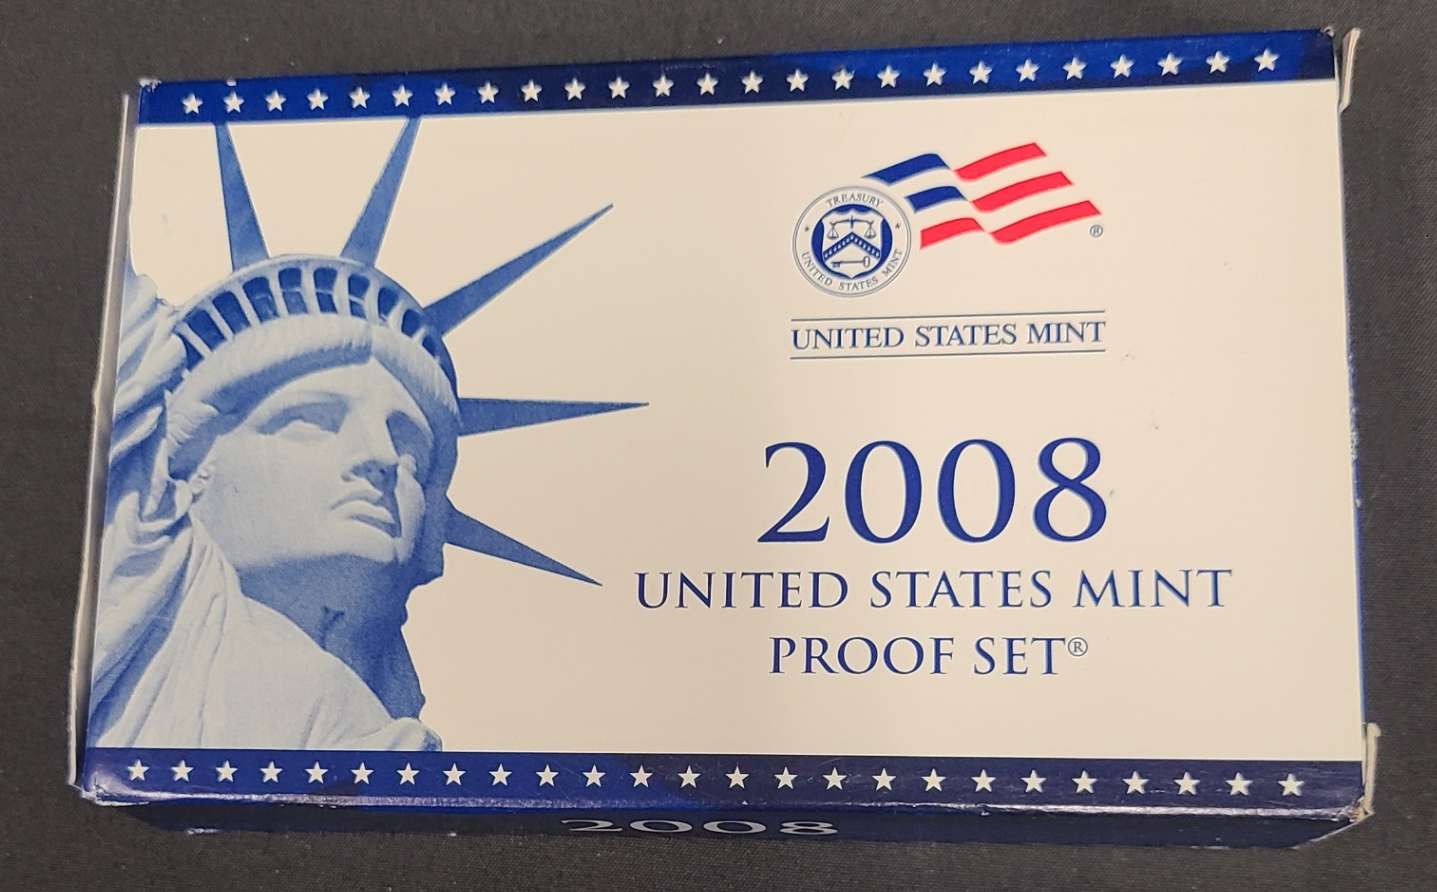 TREASURY
UNITED STATES MINT
®
UNITED STATES MINT
2008
UNITED STATES MINT
PROOF SET®
2008